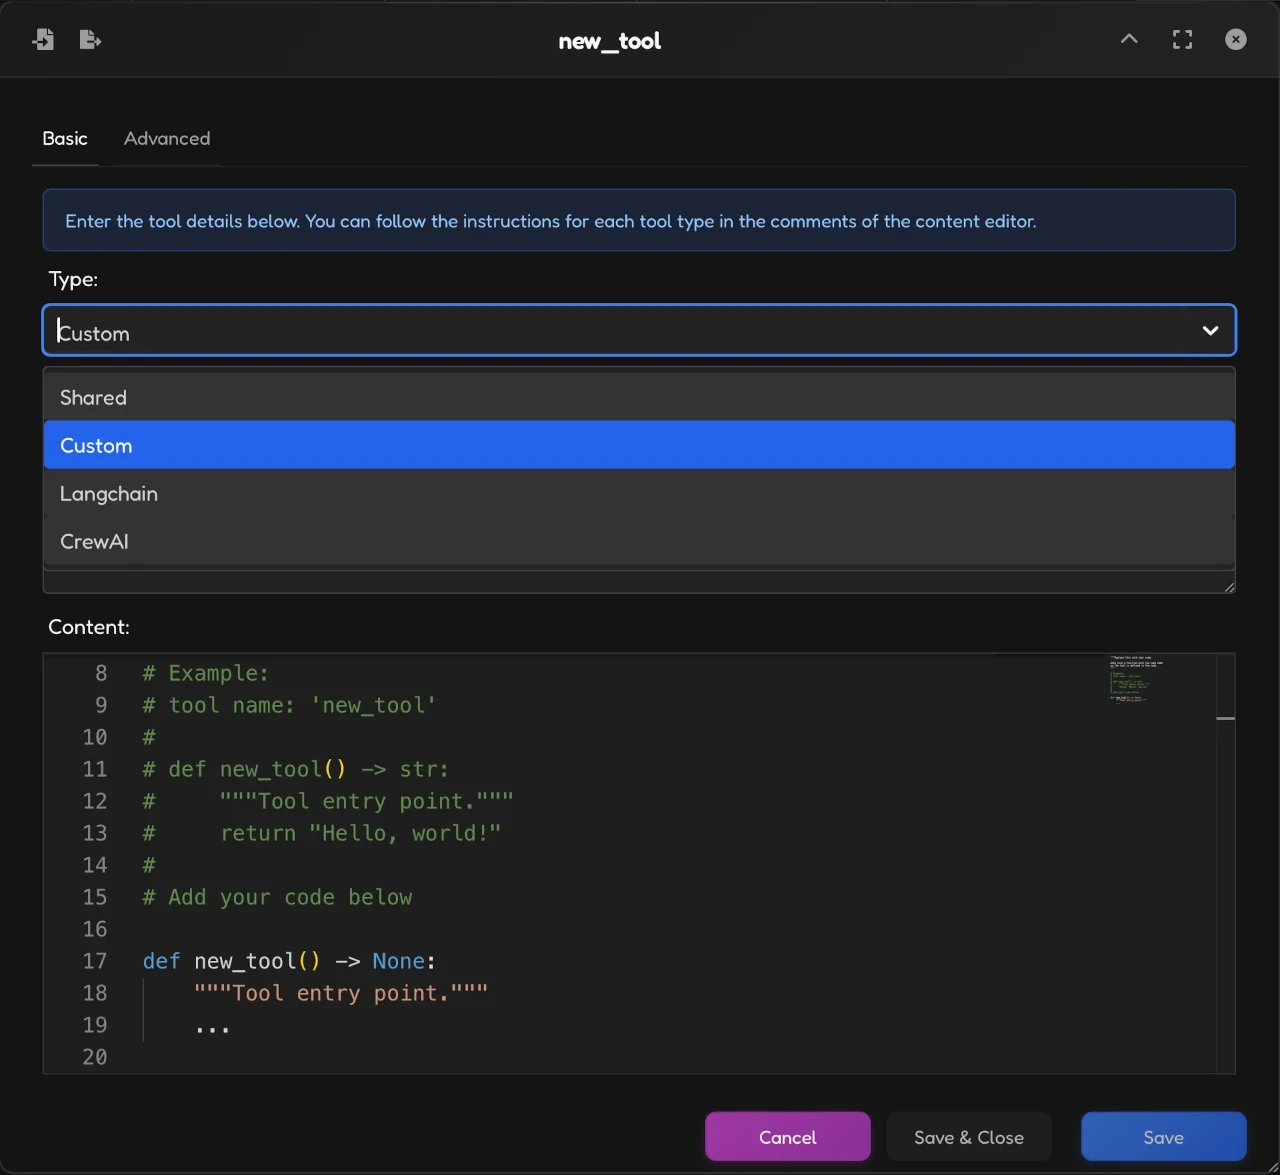 new_tool
Basic Advanced
Enter the tool details below. You can follow the instructions for each tool type in the comments of the content editor.
Type:
Custom
Shared
Custom
Langchain
CrewAI
Content:
8 # Example:
9 # tool name: 'new_tool'
10 #
11 # def new_tool() -> str:
12 #     """Tool entry point."""
13 #     return "Hello, world!"
14 #
15 # Add your code below
16
17 def new_tool() -> None:
18     """Tool entry point."""
19     ...
20
Cancel Save & Close Save